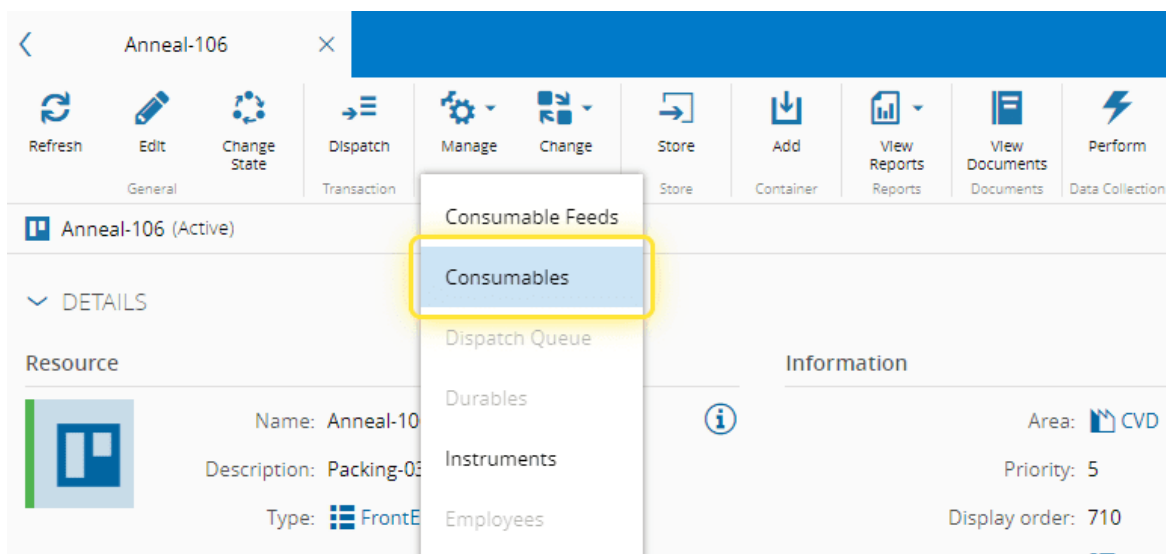 Anneal-106
Refresh
Edit
Change State
Dispatch
Manage
Change
Store
Add
View Reports
View Documents
Perform
General
Transaction
Store
Container
Reports
Documents
Data Collection
Anneal-106 (Active)
Consumable Feeds
Consumables
Dispatch Queue
Durables
Instruments
Employees
DETAILS
Resource
Name: Anneal-10
Description: Packing-03
Type: FrontE
Information
Area: CVD
Priority: 5
Display order: 710